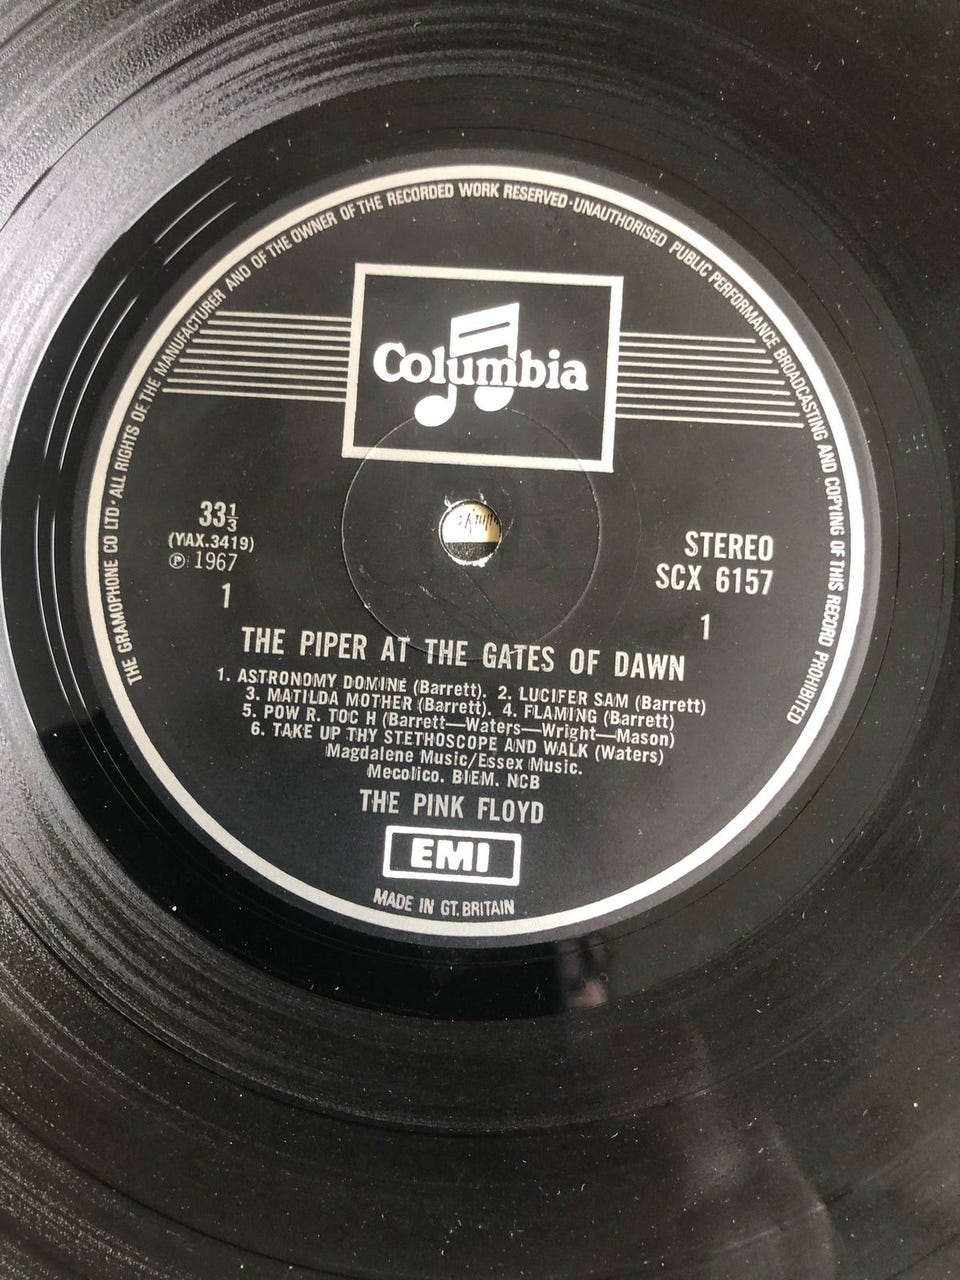 THE GRAMOPHONE CO LTD · ALL RIGHTS OF THE MANUFACTURER AND OF THE OWNER OF THE RECORDED WORK RESERVED · UNAUTHORISED PUBLIC PERFORMANCE BROADCASTING AND COPYING OF THIS RECORD PROHIBITED
Columbia
33⅓
(YAX.3419)
℗ 1967
1
STEREO
SCX 6157
1
THE PIPER AT THE GATES OF DAWN
1. ASTRONOMY DOMINE (Barrett). 2. LUCIFER SAM (Barrett)
3. MATILDA MOTHER (Barrett). 4. FLAMING (Barrett)
5. POW R. TOC H (Barrett—Waters—Wright—Mason)
6. TAKE UP THY STETHOSCOPE AND WALK (Waters)
Magdalene Music/Essex Music.
Mecolico. BIEM. NCB
THE PINK FLOYD
EMI
MADE IN GT. BRITAIN